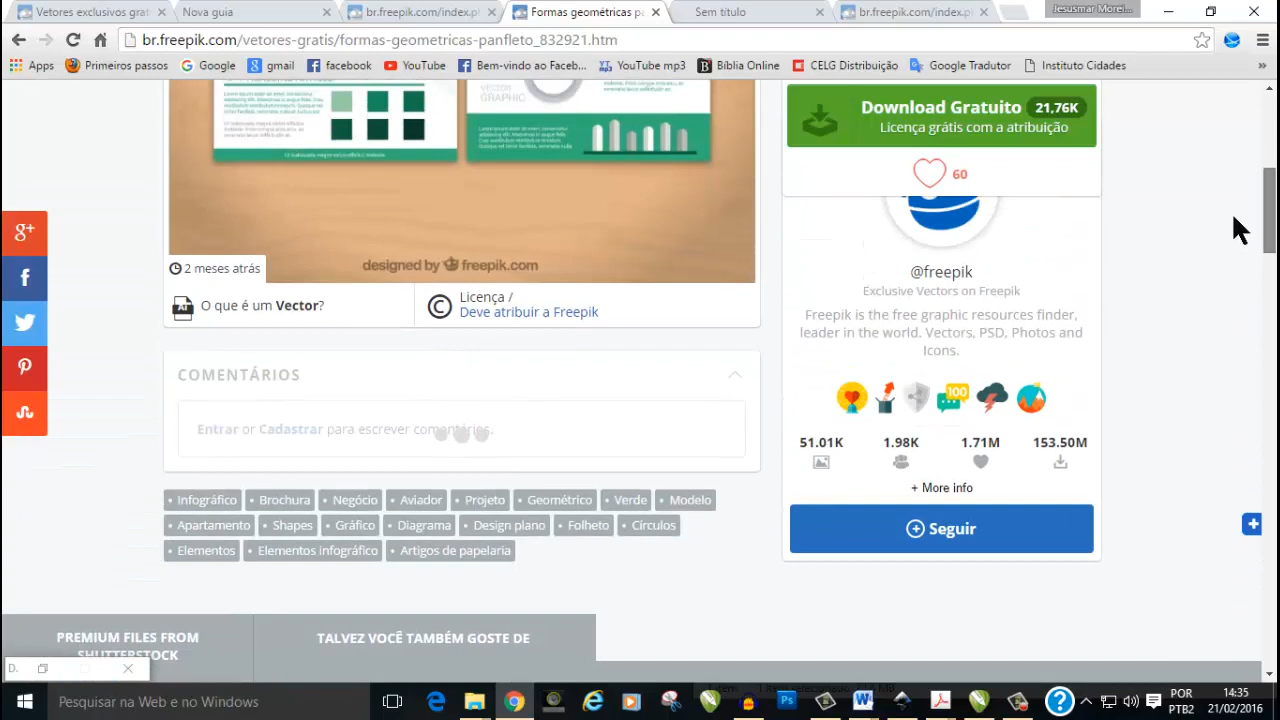 Vetores exclusivos grat
Nova guia
br.freepik.com/index.p
Formas geométricas pa
Sem título
br.freepik.com/index.p
Jesusmar Morei...
br.freepik.com/vetores-gratis/formas-geometricas-panfleto_832921.htm
Apps
Primeiros passos
Google
gmail
facebook
YouTube
Bem-vindo ao Faceb...
YouTube mp3
Biblia Online
CELG Distribuição
Google Tradutor
Instituto Cidades
»
VECTOR
GRAPHIC
Download Gratuito 21,76K
Licença grátis com a atribuição
60
designed by freepik.com
2 meses atrás
O que é um Vector?
Licença /
Deve atribuir a Freepik
@freepik
Exclusive Vectors on Freepik
Freepik is the free graphic resources finder,
leader in the world. Vectors, PSD, Photos and
Icons.
100
51.01K 1.98K 1.71M 153.50M
+ More info
Seguir
COMENTÁRIOS
Entrar or Cadastrar para escrever comentários.
• Infográfico • Brochura • Negócio • Aviador • Projeto • Geométrico • Verde • Modelo
• Apartamento • Shapes • Gráfico • Diagrama • Design plano • Folheto • Círculos
• Elementos • Elementos infográfico • Artigos de papelaria
PREMIUM FILES FROM
SHUTTERSTOCK
TALVEZ VOCÊ TAMBÉM GOSTE DE
D.
Pesquisar na Web e no Windows
POR
PTB2
14:35
21/02/2016